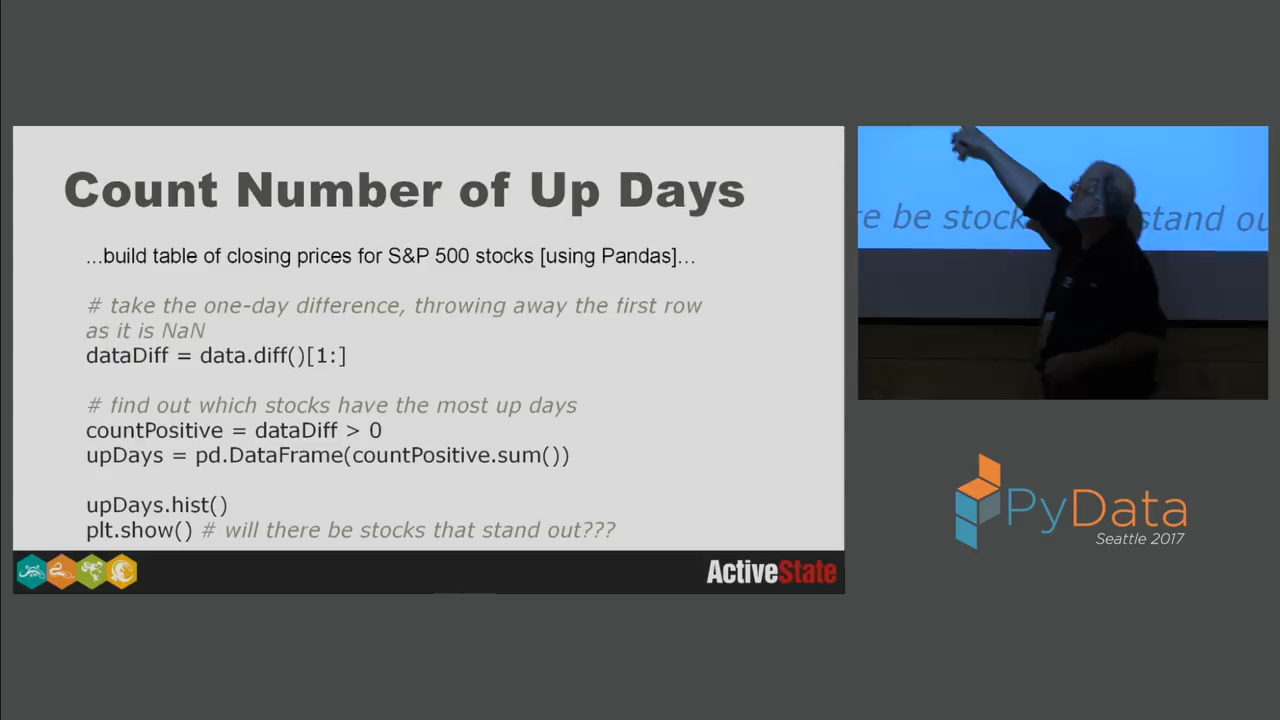 Count Number of Up Days
...build table of closing prices for S&P 500 stocks [using Pandas]...
# take the one-day difference, throwing away the first row
as it is NaN
dataDiff = data.diff()[1:]
# find out which stocks have the most up days
countPositive = dataDiff > 0
upDays = pd.DataFrame(countPositive.sum())
upDays.hist()
plt.show() # will there be stocks that stand out???
ActiveState
re be stock stand ou
PyData
Seattle 2017